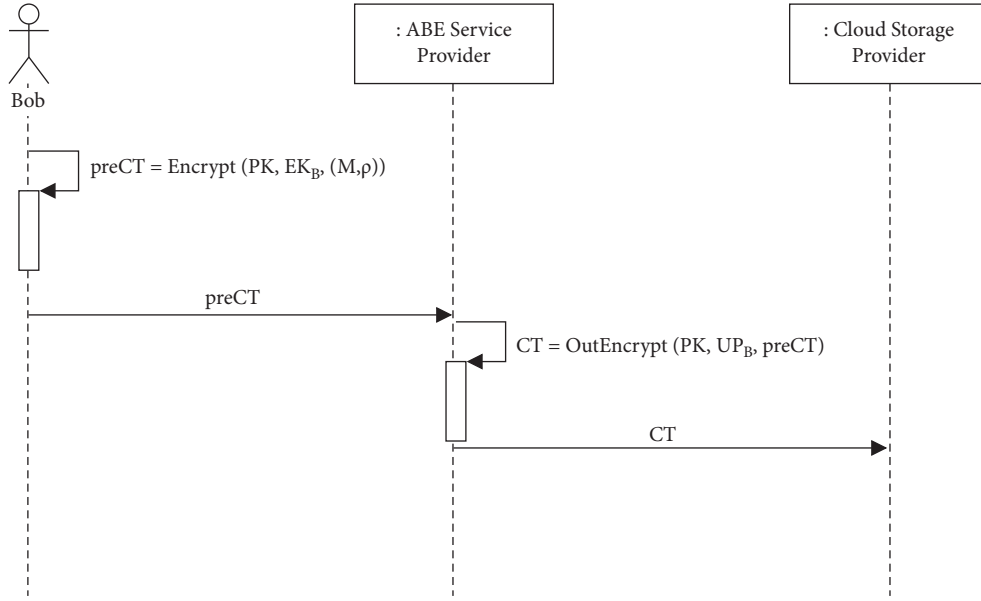 : ABE Service
Provider
: Cloud Storage
Provider
Bob
preCT = Encrypt (PK, EK_B, (M,ρ))
preCT
CT = OutEncrypt (PK, UP_B, preCT)
CT